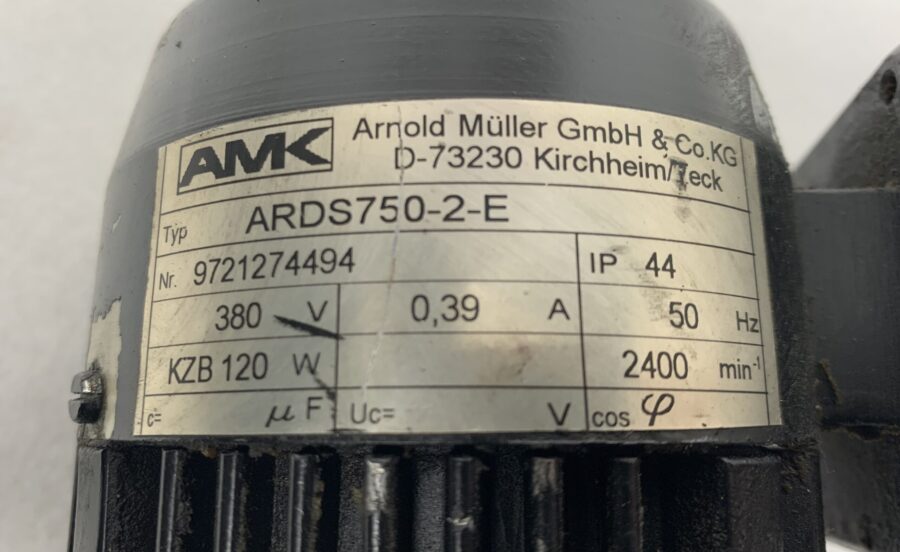 AMK
Arnold Müller GmbH & Co.KG
D-73230 Kirchheim/Teck
Typ ARDS750-2-E
Nr. 9721274494 IP 44
380 V 0,39 A 50 Hz
KZB 120 W 2400 min⁻¹
c= μF Uc= V cos φ